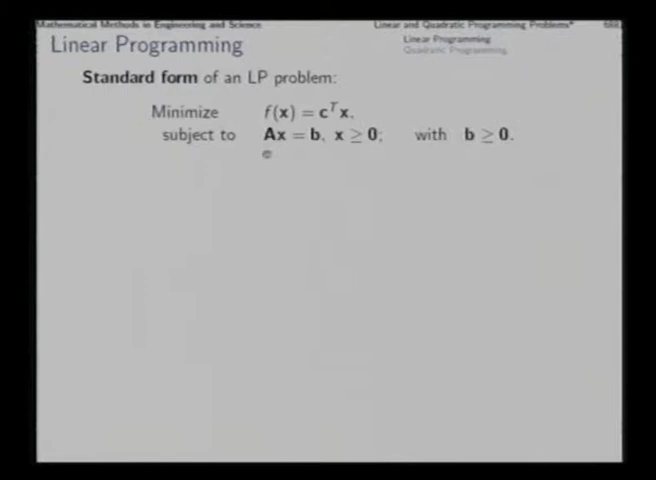 Mathematical Methods in Engineering and Science
Linear and Quadratic Programming Problems*
Linear Programming
Linear Programming
Quadratic Programming
Standard form of an LP problem:
Minimize f(x) = cᵀx,
subject to Ax = b, x ≥ 0; with b ≥ 0.